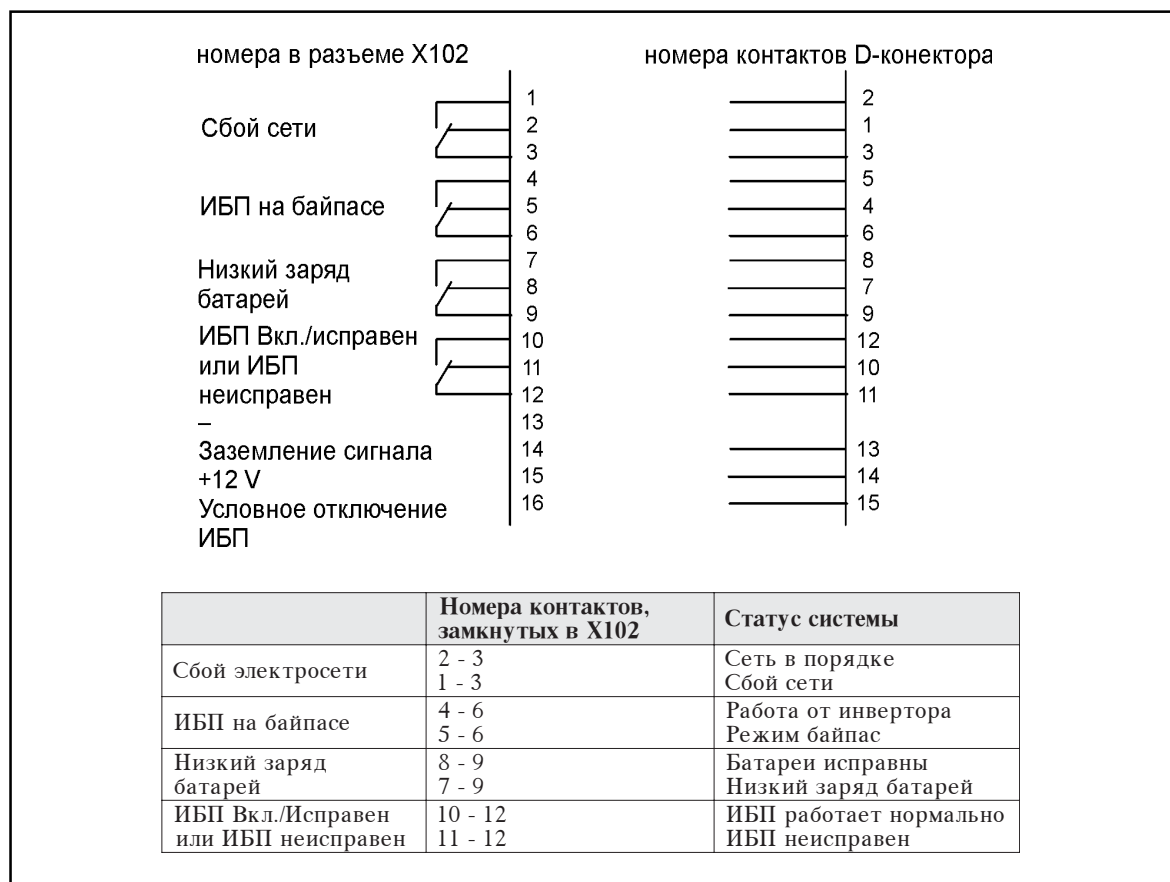 номера в разъеме X102
номера контактов D-конектора
1
2
Сбой сети
2
1
3
3
4
5
ИБП на байпасе
5
4
6
6
Низкий заряд
батарей
7
8
8
7
9
9
ИБП Вкл./исправен
или ИБП
неисправен
10
12
11
10
12
11
–
13
Заземление сигнала
14
13
+12 V
15
14
Условное отключение
ИБП
16
15
Номера контактов,
замкнутых в X102
Статус системы
Сбой электросети
2 - 3
Сеть в порядке
1 - 3
Сбой сети
ИБП на байпасе
4 - 6
Работа от инвертора
5 - 6
Режим байпас
Низкий заряд
батарей
8 - 9
Батареи исправны
7 - 9
Низкий заряд батарей
ИБП Вкл./Исправен
или ИБП неисправен
10 - 12
ИБП работает нормально
11 - 12
ИБП неисправен